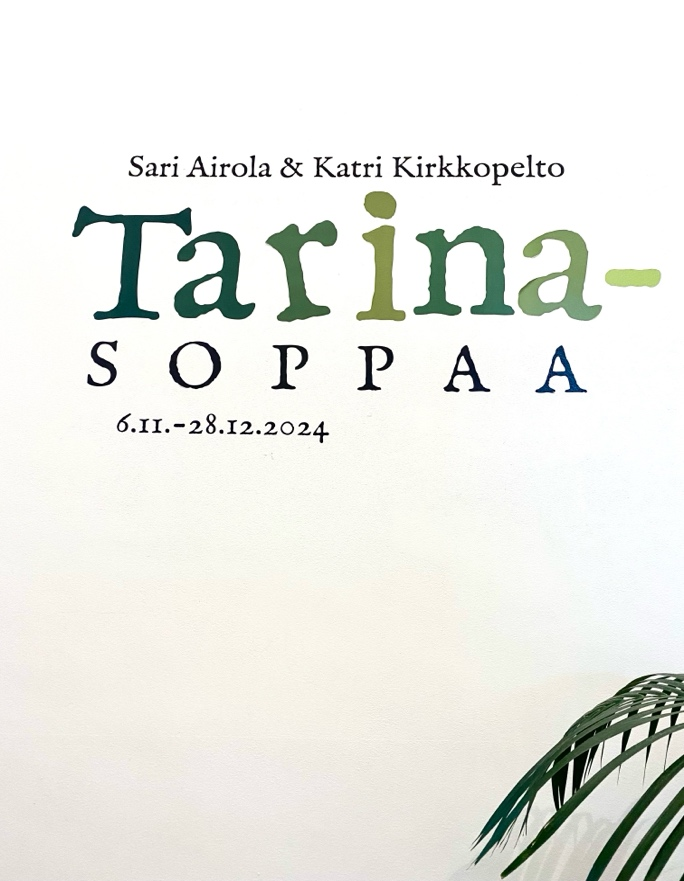 Sari Airola & Katri Kirkkopelto
Tarina-
SOPPAA
6.11.-28.12.2024